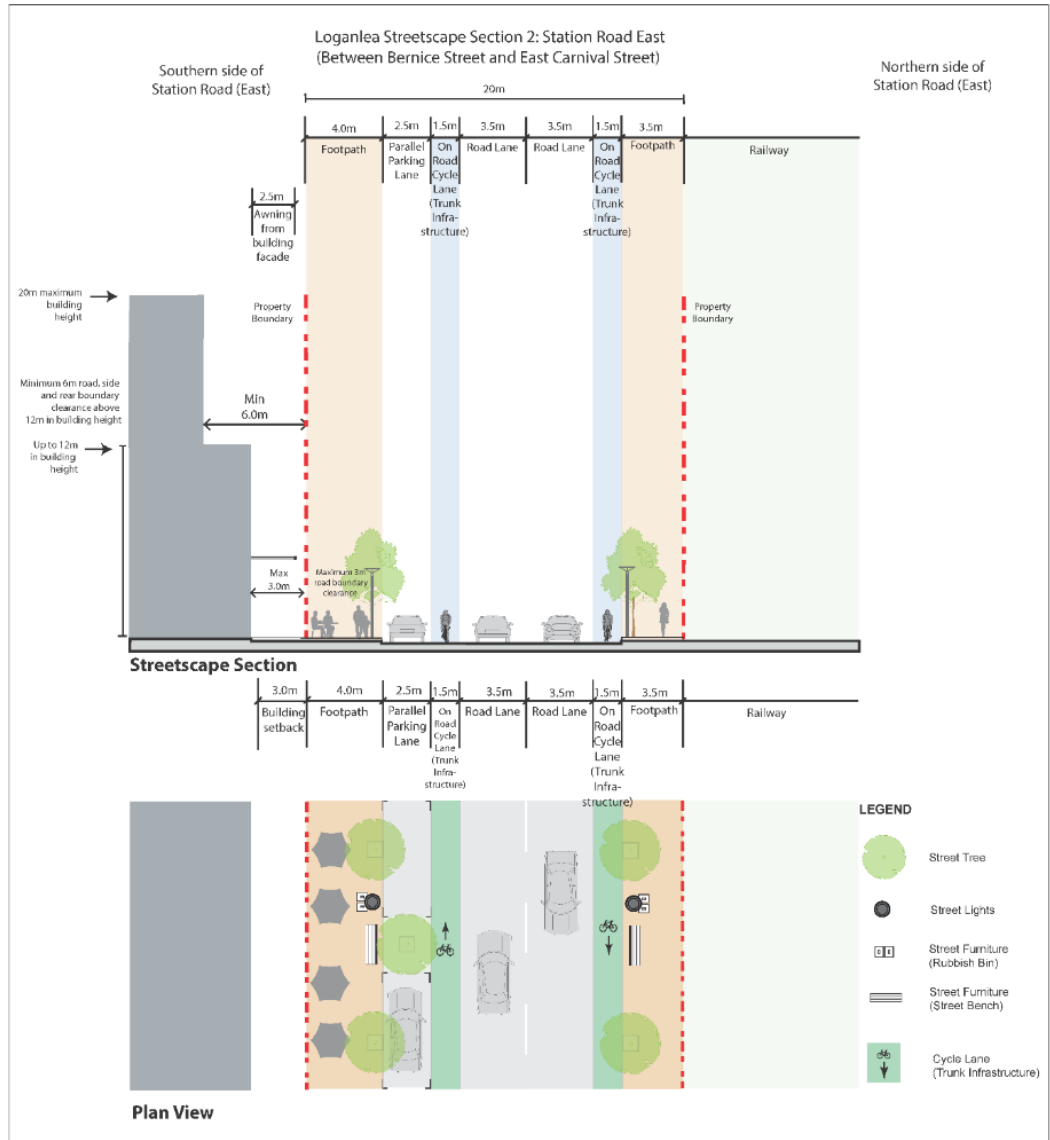 Loganlea Streetscape Section 2: Station Road East
(Between Bernice Street and East Carnival Street)
Southern side of
Station Road (East)
Northern side of
Station Road (East)
20m
4.0m
2.5m
1.5m
3.5m
3.5m
1.5m
3.5m
Footpath
Parallel
Parking
Lane
On
Road
Cycle
Lane
(Trunk
Infra-
structure)
Road Lane
Road Lane
On
Road
Cycle
Lane
(Trunk
Infra-
structure)
Footpath
Railway
2.5m
Awning
from
building
facade
20m maximum
building
height
Property
Boundary
Property
Boundary
Minimum 6m road, side
and rear boundary
clearance above
12m in building height
Min
6.0m
Up to 12m
in building
height
Max
3.0m
Maximum 3m
road boundary
clearance
Streetscape Section
3.0m
4.0m
2.5m
1.5m
3.5m
3.5m
1.5m
3.5m
Building
setback
Footpath
Parallel
Parking
Lane
On
Road
Cycle
Lane
(Trunk
Infra-
structure)
Road Lane
Road Lane
On
Road
Cycle
Lane
(Trunk
Infra-
structure)
Footpath
Railway
LEGEND
Street Tree
Street Lights
Street Furniture
(Rubbish Bin)
Street Furniture
(Street Bench)
Cycle Lane
(Trunk Infrastructure)
Plan View